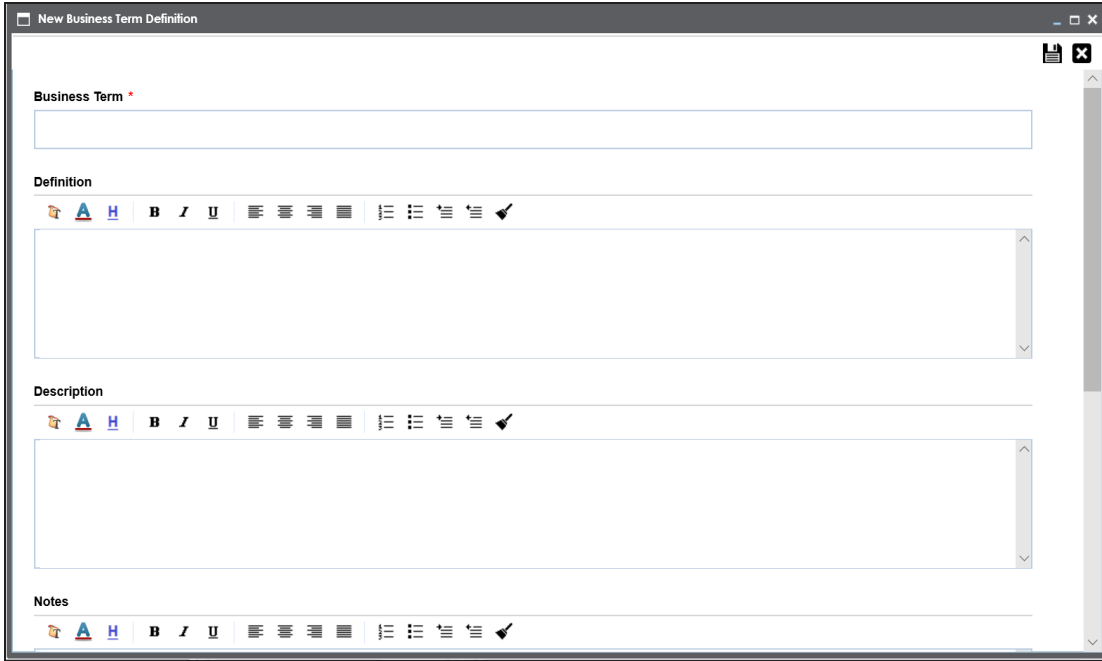 New Business Term Definition
Business Term *
Definition
A H B I U
Description
A H B I U
Notes
A H B I U